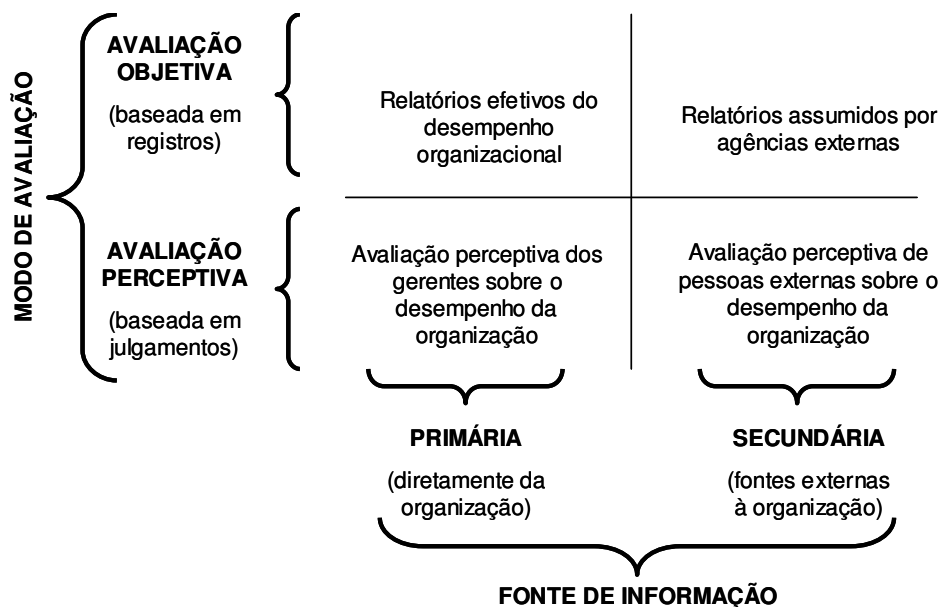 MODO DE AVALIAÇÃO
AVALIAÇÃO
OBJETIVA
(baseada em
registros)
Relatórios efetivos do
desempenho
organizacional
Relatórios assumidos por
agências externas
AVALIAÇÃO
PERCEPTIVA
(baseada em
julgamentos)
Avaliação perceptiva dos
gerentes sobre o
desempenho da
organização
Avaliação perceptiva de
pessoas externas sobre o
desempenho da
organização
PRIMÁRIA
(diretamente da
organização)
SECUNDÁRIA
(fontes externas
à organização)
FONTE DE INFORMAÇÃO